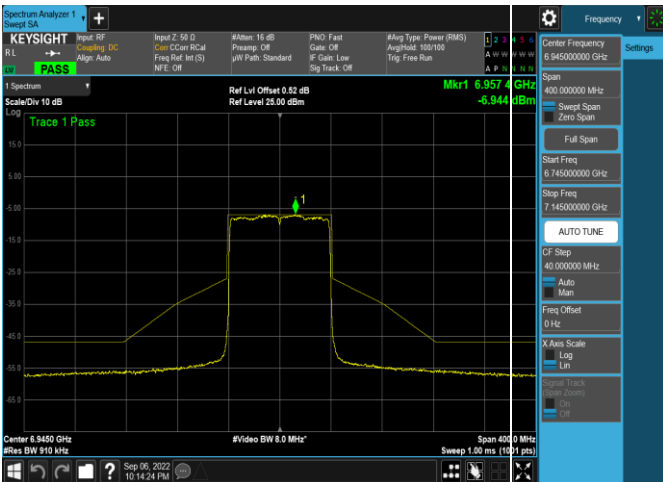 Spectrum Analyzer 1
Swept SA
Frequency
KEYSIGHT
R L
LW
PASS
Input: RF
Coupling: DC
Align: Auto
Input Z: 50 Ω
Corr CCorr RCal
Freq Ref: Int (S)
NFE: Off
#Atten: 16 dB
Preamp: Off
µW Path: Standard
PNO: Fast
Gate: Off
IF Gain: Low
Sig Track: Off
#Avg Type: Power (RMS)
Avg|Hold: 100/100
Trig: Free Run
1 2 3 4 5 6
A W W W W W
A P N N N N
1 Spectrum
Scale/Div 10 dB
Ref Lvl Offset 0.52 dB
Ref Level 25.00 dBm
Mkr1 6.957 4 GHz
-6.944 dBm
Log
Trace 1 Pass
15.0
5.00
-5.00
-15.0
-25.0
-35.0
-45.0
-55.0
-65.0
1
Center 6.9450 GHz
#Res BW 910 kHz
#Video BW 8.0 MHz*
Span 400.0 MHz
Sweep 1.00 ms (1001 pts)
?
Sep 06, 2022
10:14:24 PM
Center Frequency
6.945000000 GHz
Settings
Span
400.000000 MHz
Swept Span
Zero Span
Full Span
Start Freq
6.745000000 GHz
Stop Freq
7.145000000 GHz
AUTO TUNE
CF Step
40.000000 MHz
Auto
Man
Freq Offset
0 Hz
X Axis Scale
Log
Lin
Signal Track
(Span Zoom)
On
Off